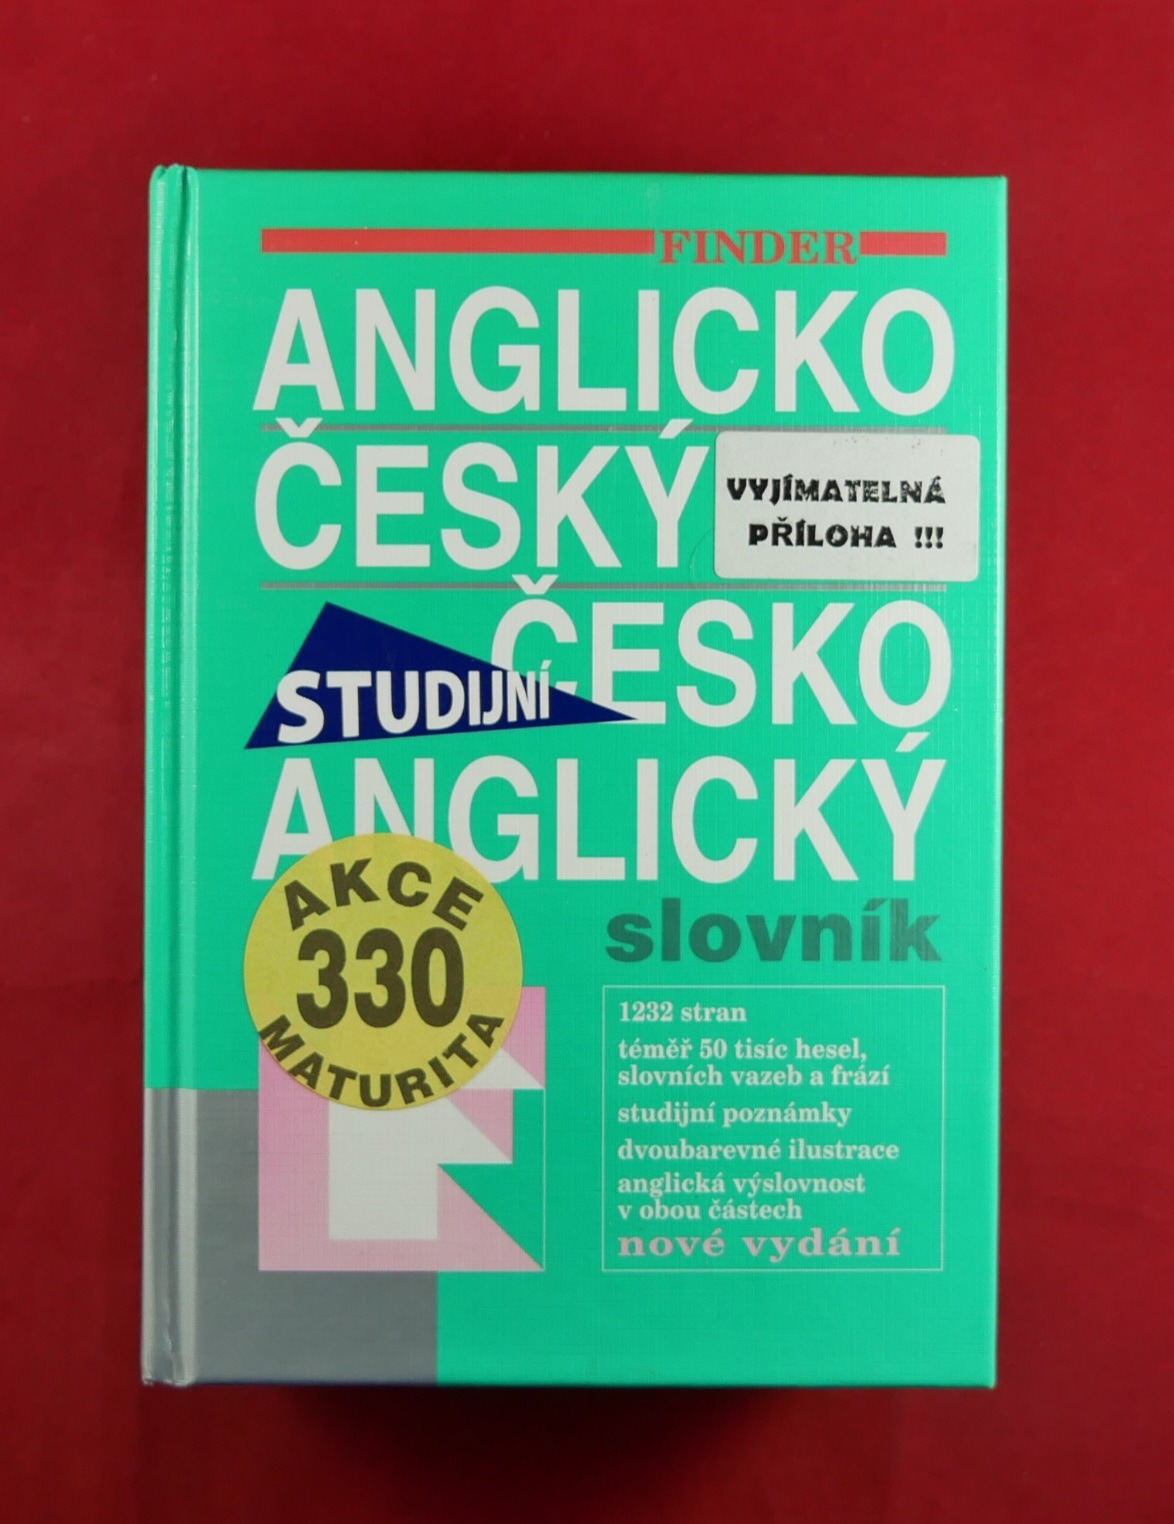 FINDER
ANGLICKO
ČESKÝ
VYJÍMATELNÁ
PŘÍLOHA !!!
ČESKO
STUDIJNÍ
ANGLICKÝ
slovník
AKCE
330
MATURITA
1232 stran
téměř 50 tisíc hesel,
slovních vazeb a frází
studijní poznámky
dvoubarevné ilustrace
anglická výslovnost
v obou částech
nové vydání